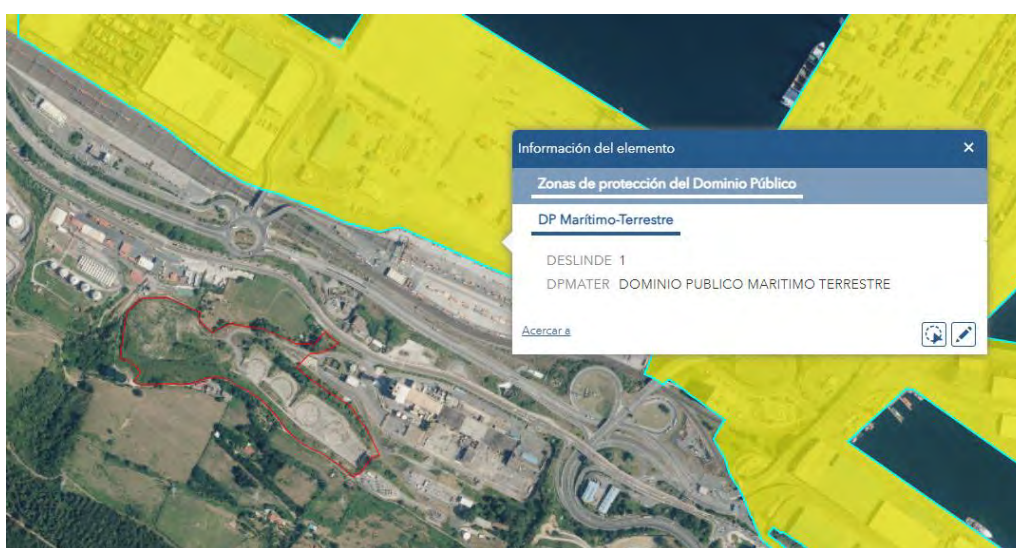 Información del elemento
Zonas de protección del Dominio Público
DP Marítimo-Terrestre
DESLINDE 1
DPMATER DOMINIO PUBLICO MARITIMO TERRESTRE
Acercar a